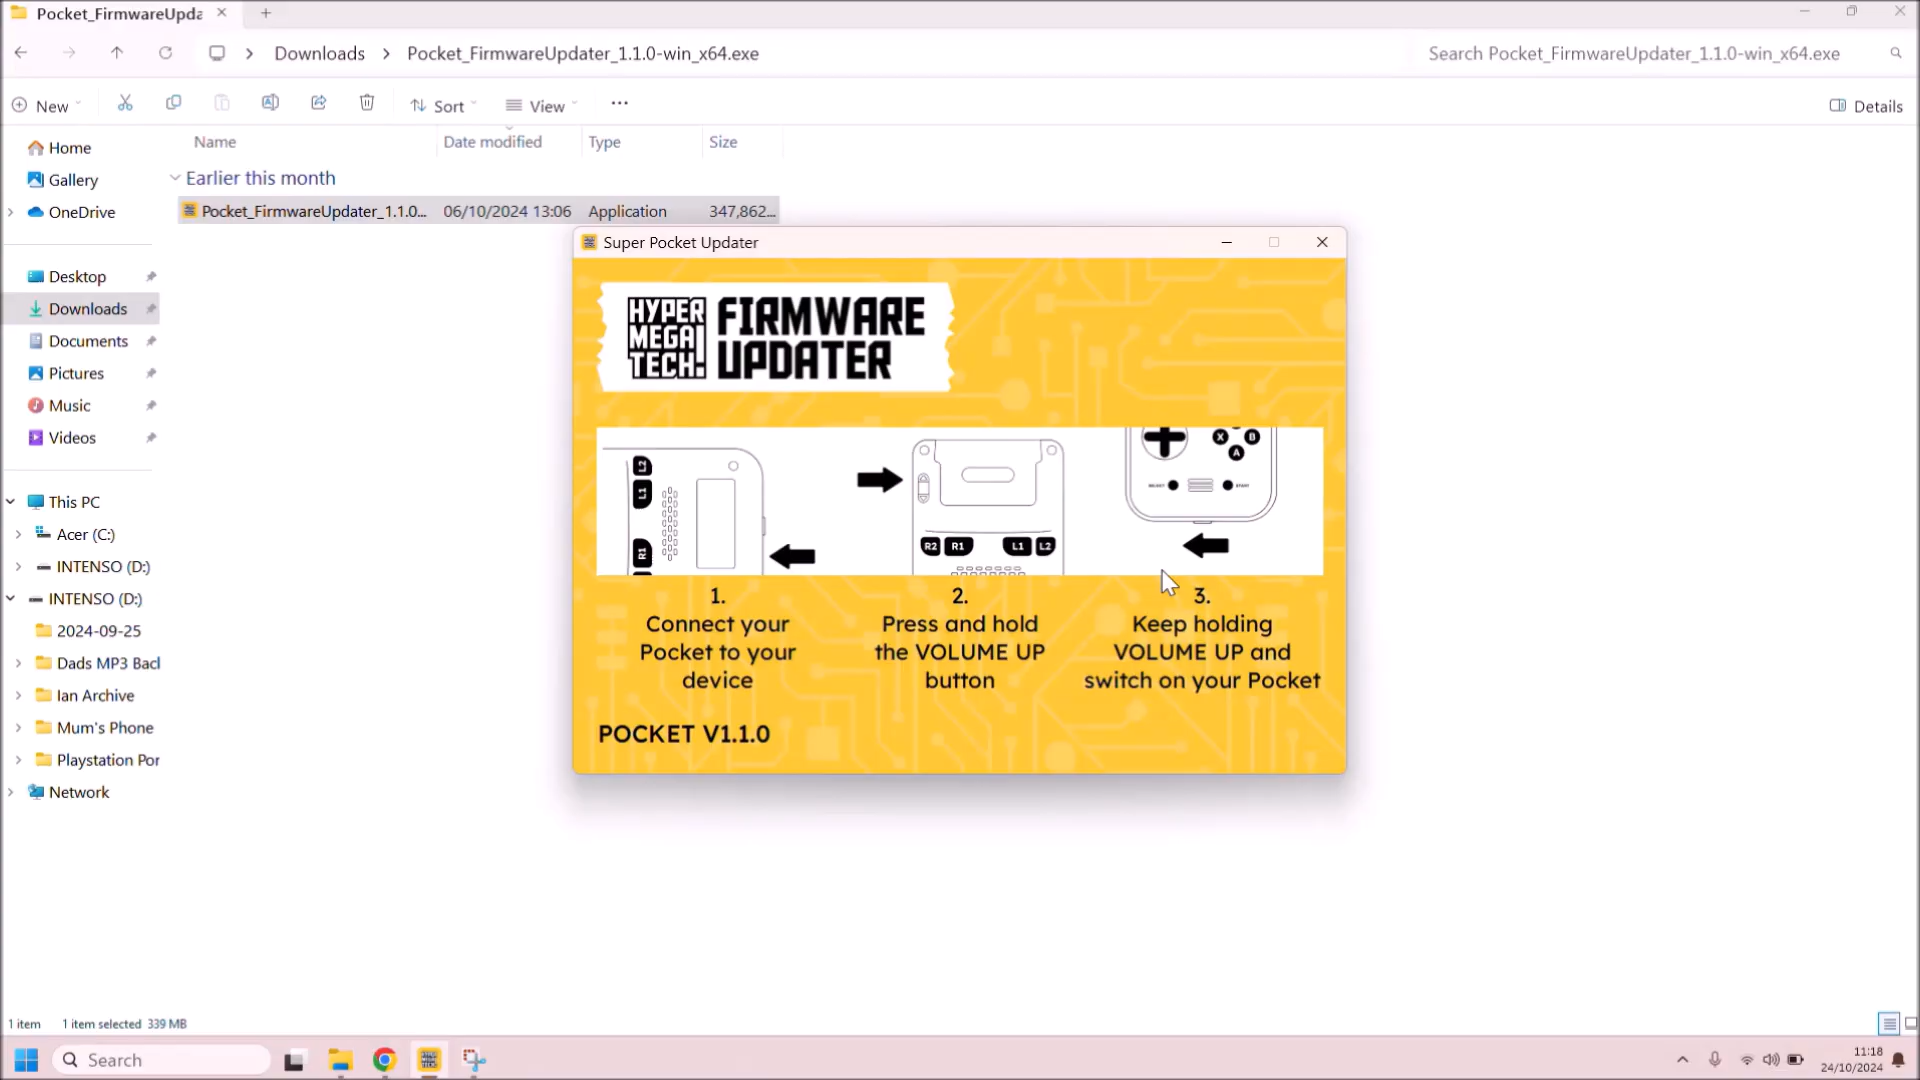 Pocket_FirmwareUpda
Downloads
Pocket_FirmwareUpdater_1.1.0-win_x64.exe
Search Pocket_FirmwareUpdater_1.1.0-win_x64.exe
New
Sort
View
Details
Home
Gallery
OneDrive
Desktop
Downloads
Documents
Pictures
Music
Videos
This PC
Acer (C:)
INTENSO (D:)
INTENSO (D:)
2024-09-25
Dads MP3 Bacl
Ian Archive
Mum's Phone
Playstation Por
Network
Name
Date modified
Type
Size
Earlier this month
Pocket_FirmwareUpdater_1.1.0...
06/10/2024 13:06
Application
347,862...
Super Pocket Updater
HYPER MEGA TECH!
FIRMWARE
UPDATER
L2
L1
R1
R2
R1
L1
L2
X
B
A
SELECT
START
1.
Connect your
Pocket to your
device
2.
Press and hold
the VOLUME UP
button
3.
Keep holding
VOLUME UP and
switch on your Pocket
POCKET V1.1.0
1 item
1 item selected
339 MB
Search
11:18
24/10/2024